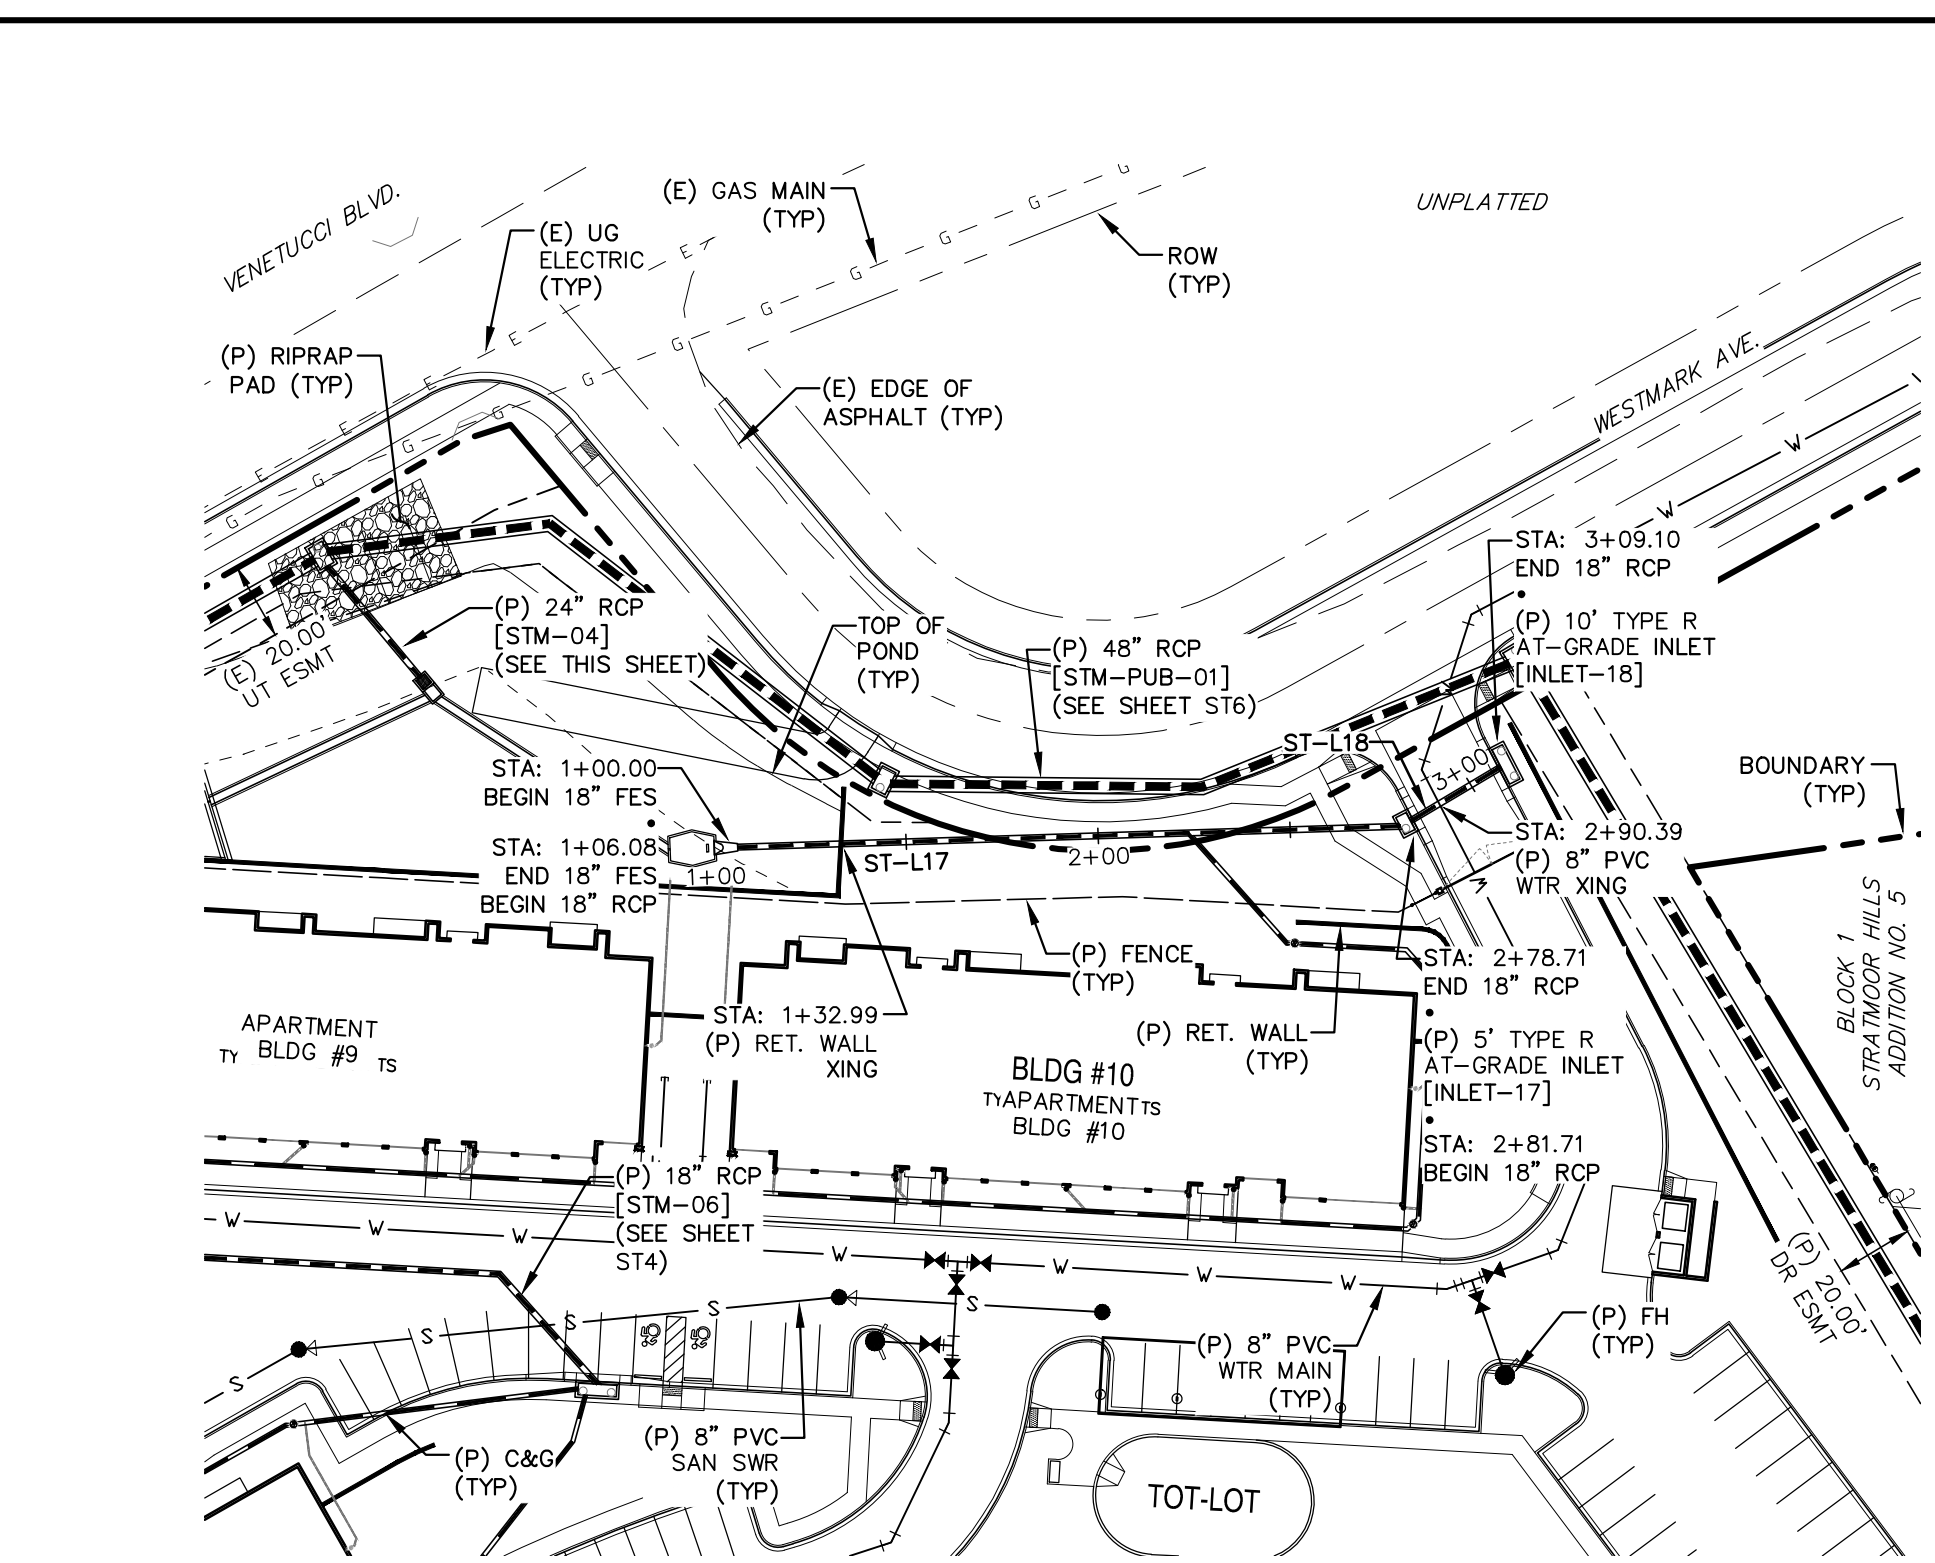 VENETUCCI BLVD.
(E) GAS MAIN
(TYP)
UNPLATTED
(E) UG
ELECTRIC
(TYP)
ROW
(TYP)
(P) RIPRAP
PAD (TYP)
(E) EDGE OF
ASPHALT (TYP)
WESTMARK AVE.
STA: 3+09.10
END 18" RCP
(P) 10' TYPE R
AT-GRADE INLET
[INLET-18]
(P) 24" RCP
[STM-04]
(SEE THIS SHEET)
TOP OF
POND
(TYP)
(P) 48" RCP
[STM-PUB-01]
(SEE SHEET ST6)
(E) 20.00'
UT ESMT
ST-L18
3+00
BOUNDARY
(TYP)
STA: 1+00.00
BEGIN 18" FES
STA: 1+06.08
END 18" FES
BEGIN 18" RCP
1+00
ST-L17
2+00
STA: 2+90.39
(P) 8" PVC
WTR XING
BLOCK 1
STRATMOOR HILLS
ADDITION NO. 5
(P) FENCE
(TYP)
STA: 2+78.71
END 18" RCP
(P) 5' TYPE R
AT-GRADE INLET
[INLET-17]
STA: 2+81.71
BEGIN 18" RCP
STA: 1+32.99
(P) RET. WALL
XING
(P) RET. WALL
(TYP)
APARTMENT
TY BLDG #9 TS
BLDG #10
TYAPARTMENTTS
BLDG #10
(P) 18" RCP
[STM-06]
(SEE SHEET
ST4)
(P) 20.00'
DR ESMT
(P) FH
(TYP)
(P) 8" PVC
WTR MAIN
(TYP)
(P) 8" PVC
SAN SWR
(TYP)
(P) C&G
(TYP)
TOT-LOT
E
E
E
E
E
E
G
G
G
G
G
G
G
G
G
G
G
G
W
W
W
W
W
W
W
W
W
W
S
S
S
S
S